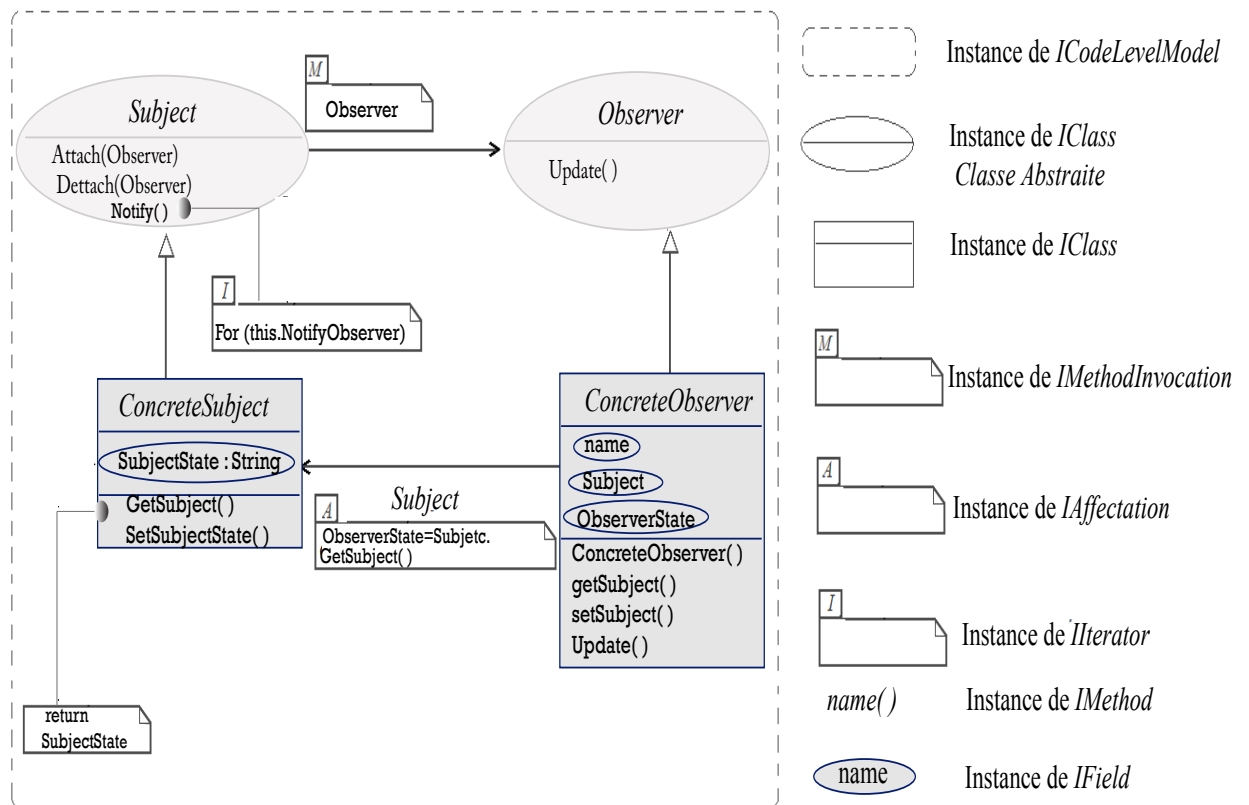 M
Observer
Subject
Attach(Observer)
Dettach(Observer)
Notify( )
Observer
Update( )
I
For (this.NotifyObserver)
ConcreteSubject
SubjectState : String
GetSubject( )
SetSubjectState( )
return
SubjectState
Subject
A
ObserverState=Subjetc.
GetSubject( )
ConcreteObserver
name
Subject
ObserverState
ConcreteObserver( )
getSubject( )
setSubject( )
Update( )
Instance de ICodeLevelModel
Instance de IClass
Classe Abstraite
Instance de IClass
M
Instance de IMethodInvocation
A
Instance de IAffectation
I
Instance de IIterator
name( )
Instance de IMethod
name
Instance de IField